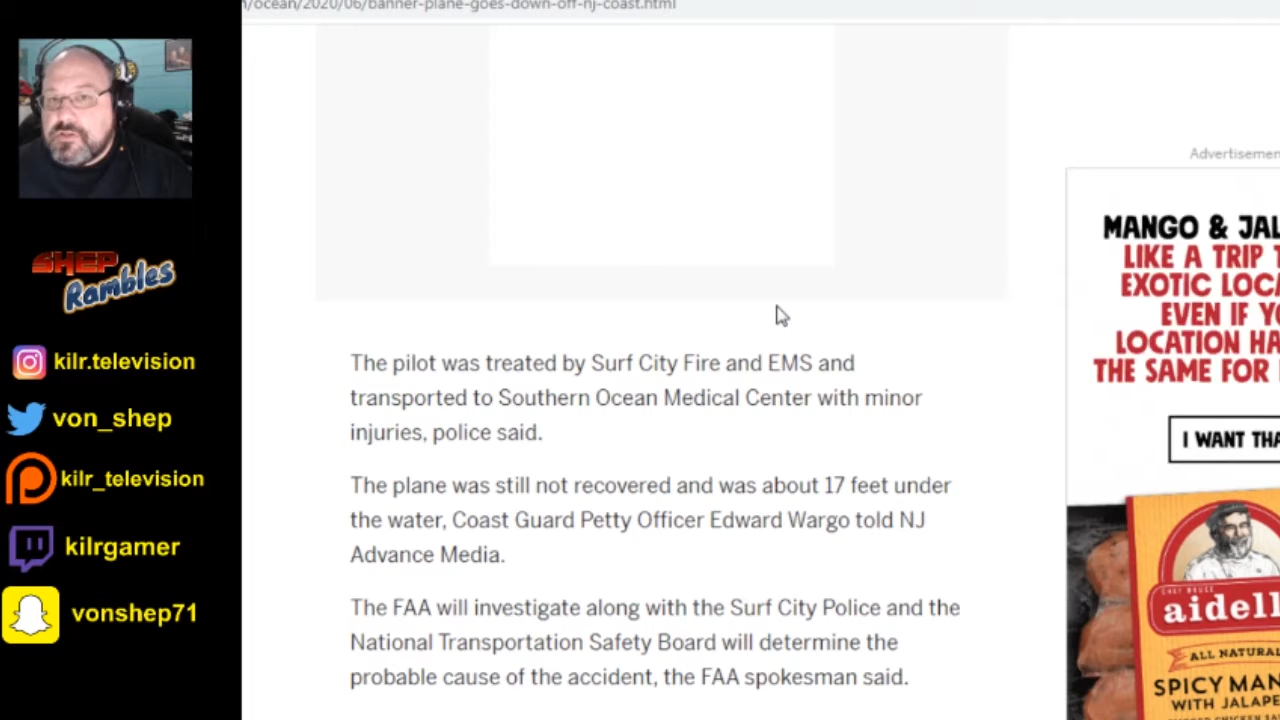 /ocean/2020/06/banner-plane-goes-down-off-nj-coast.html
SHEP
Rambles
kilr.television
von_shep
kilr_television
kilrgamer
vonshep71
The pilot was treated by Surf City Fire and EMS and
transported to Southern Ocean Medical Center with minor
injuries, police said.
The plane was still not recovered and was about 17 feet under
the water, Coast Guard Petty Officer Edward Wargo told NJ
Advance Media.
The FAA will investigate along with the Surf City Police and the
National Transportation Safety Board will determine the
probable cause of the accident, the FAA spokesman said.
Advertisemen
MANGO & JAL
LIKE A TRIP T
EXOTIC LOCA
EVEN IF YO
LOCATION HA
THE SAME FOR
I WANT THA
CHEF BRUCE
aidell
ALL NATURAL
SPICY MAN
WITH JALAPE